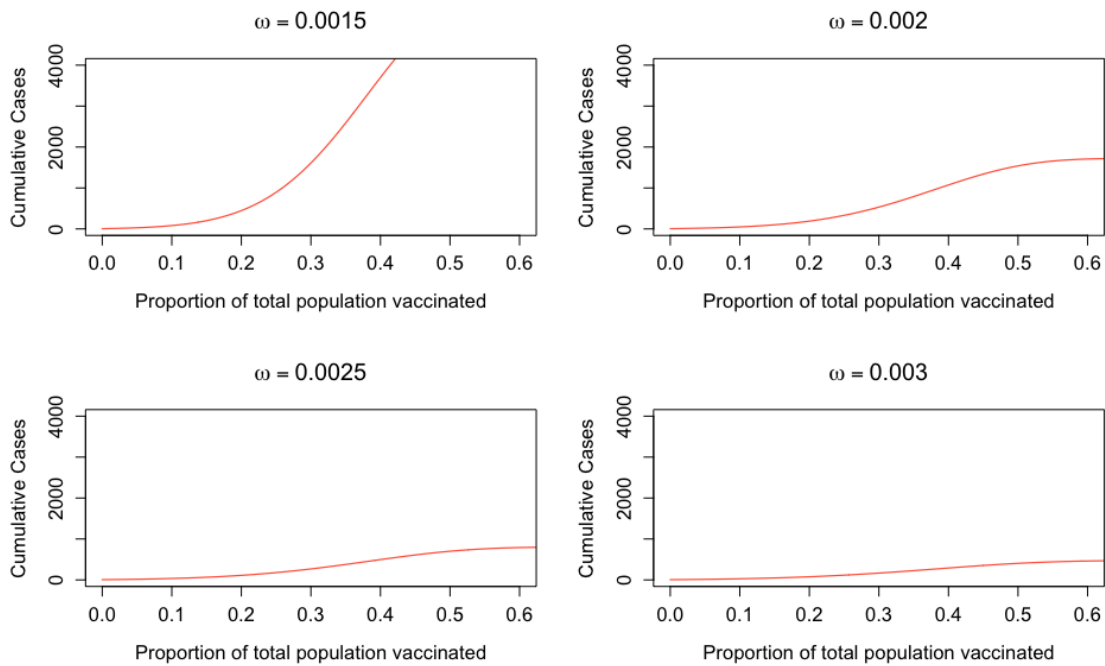 ω = 0.0015
Cumulative Cases
0 2000 4000
0.0 0.1 0.2 0.3 0.4 0.5 0.6
Proportion of total population vaccinated
ω = 0.002
Cumulative Cases
0 2000 4000
0.0 0.1 0.2 0.3 0.4 0.5 0.6
Proportion of total population vaccinated
ω = 0.0025
Cumulative Cases
0 2000 4000
0.0 0.1 0.2 0.3 0.4 0.5 0.6
Proportion of total population vaccinated
ω = 0.003
Cumulative Cases
0 2000 4000
0.0 0.1 0.2 0.3 0.4 0.5 0.6
Proportion of total population vaccinated